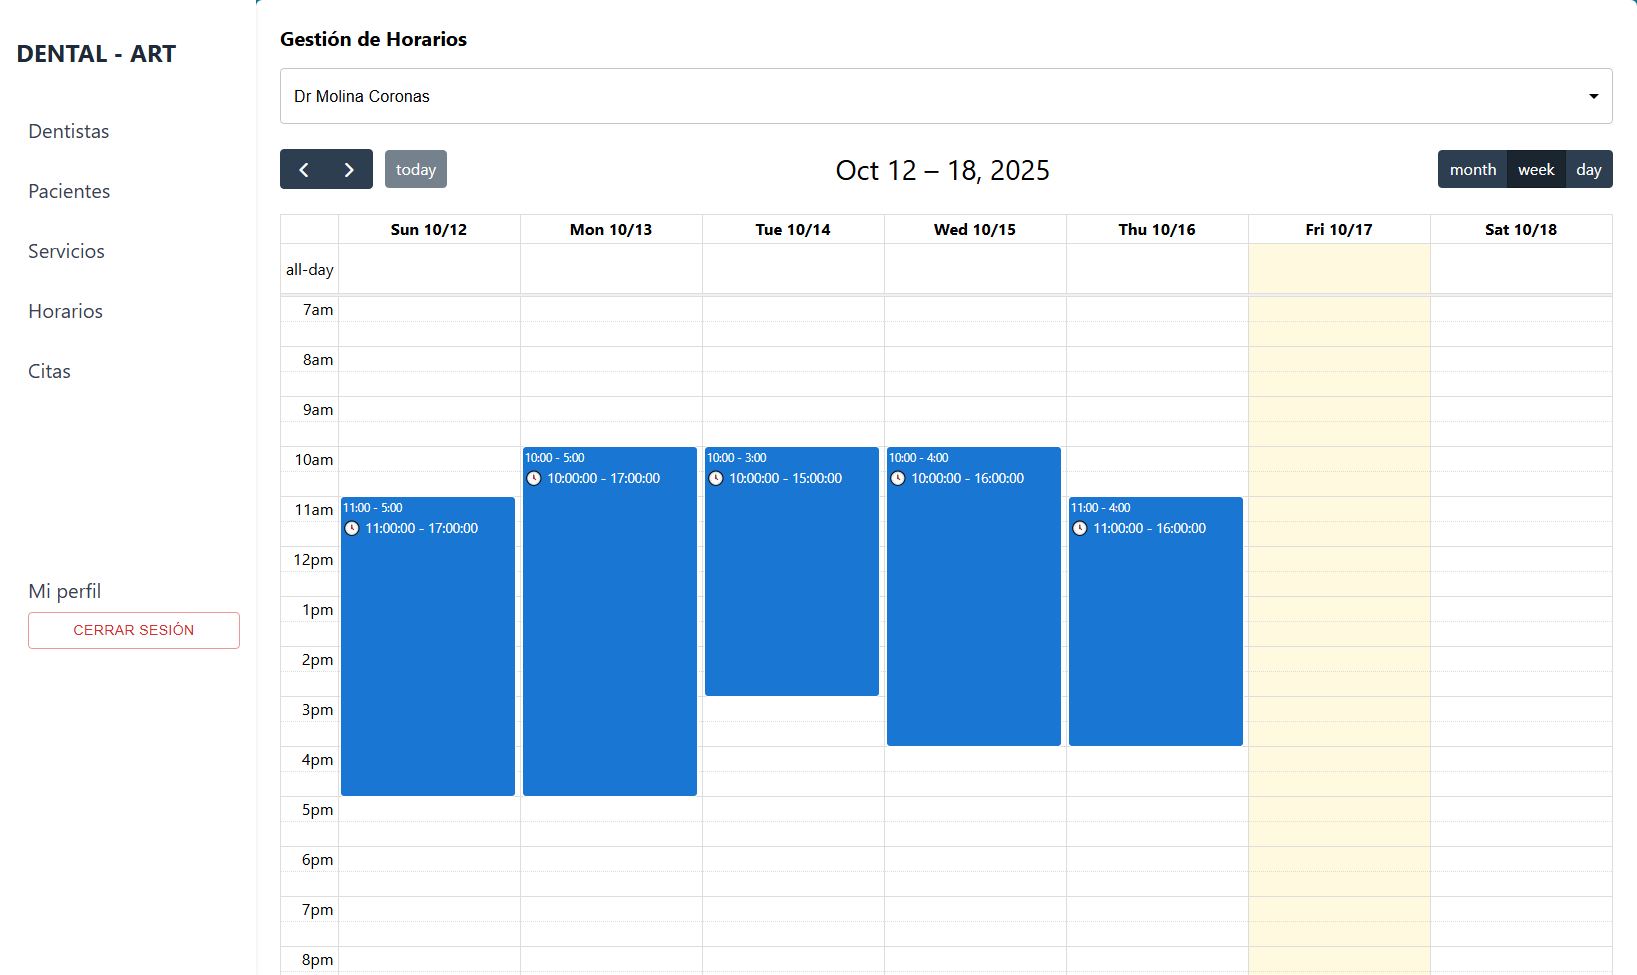 DENTAL - ART
Dentistas
Pacientes
Servicios
Horarios
Citas
Mi perfil
CERRAR SESIÓN
Gestión de Horarios
Dr Molina Coronas
today
Oct 12 – 18, 2025
month week day
Sun 10/12 Mon 10/13 Tue 10/14 Wed 10/15 Thu 10/16 Fri 10/17 Sat 10/18
all-day
7am
8am
9am
10am
11am
12pm
1pm
2pm
3pm
4pm
5pm
6pm
7pm
8pm
11:00 - 5:00
11:00:00 - 17:00:00
10:00 - 5:00
10:00:00 - 17:00:00
10:00 - 3:00
10:00:00 - 15:00:00
10:00 - 4:00
10:00:00 - 16:00:00
11:00 - 4:00
11:00:00 - 16:00:00